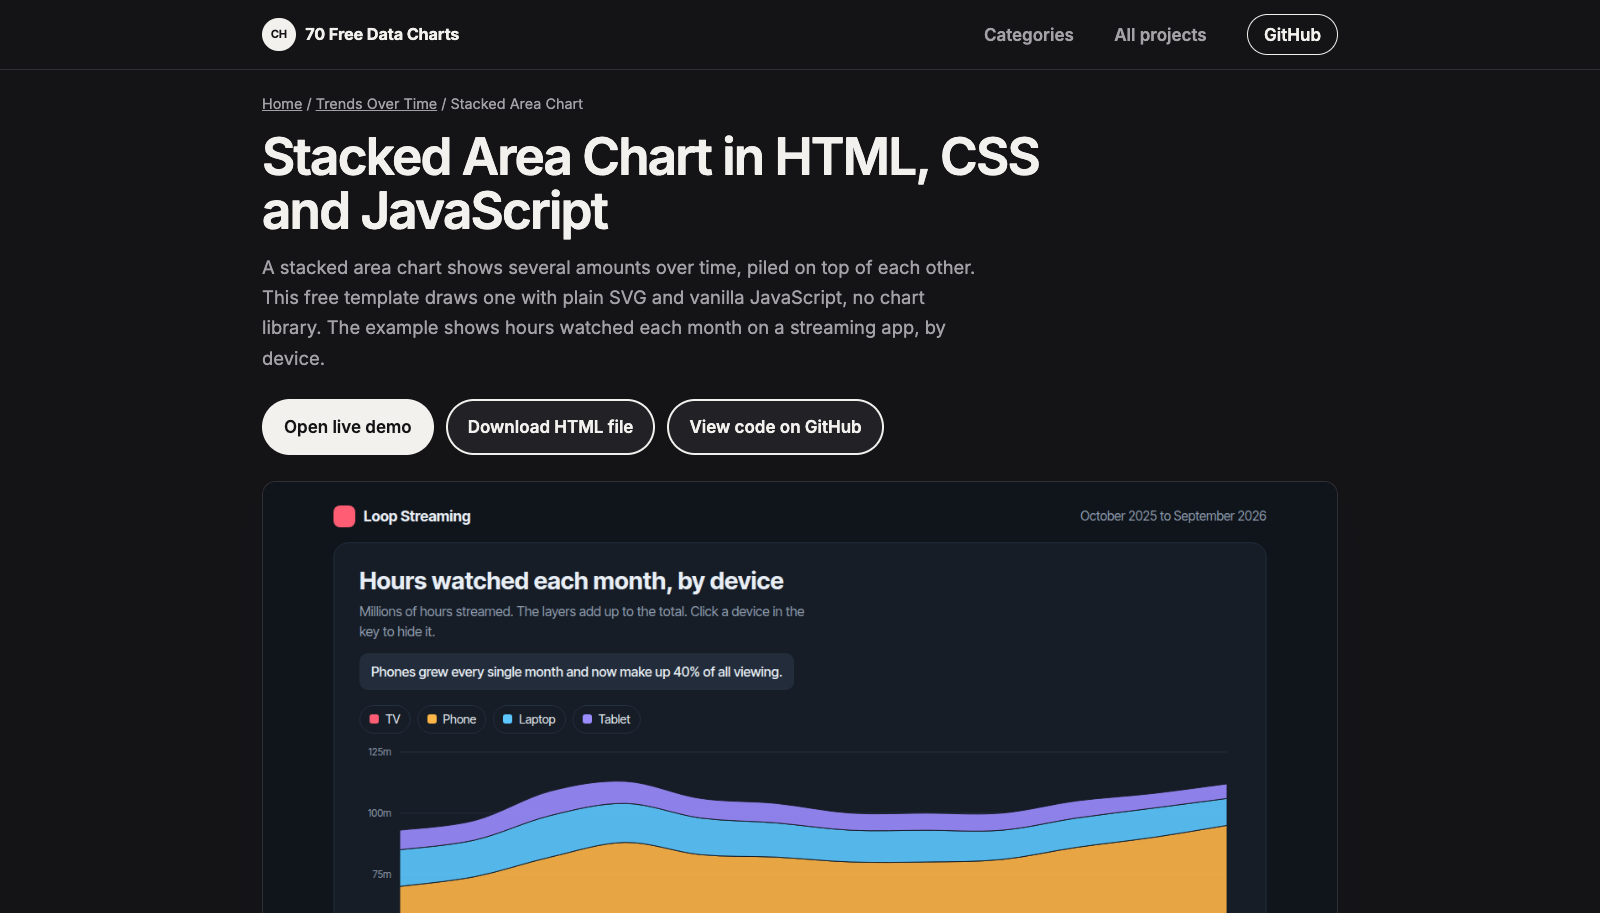 CH 70 Free Data Charts
Categories All projects GitHub
Home / Trends Over Time / Stacked Area Chart
Stacked Area Chart in HTML, CSS
and JavaScript
A stacked area chart shows several amounts over time, piled on top of each other.
This free template draws one with plain SVG and vanilla JavaScript, no chart
library. The example shows hours watched each month on a streaming app, by
device.
Open live demo Download HTML file View code on GitHub
Loop Streaming October 2025 to September 2026
Hours watched each month, by device
Millions of hours streamed. The layers add up to the total. Click a device in the
key to hide it.
Phones grew every single month and now make up 40% of all viewing.
TV Phone Laptop Tablet
125m
100m
75m